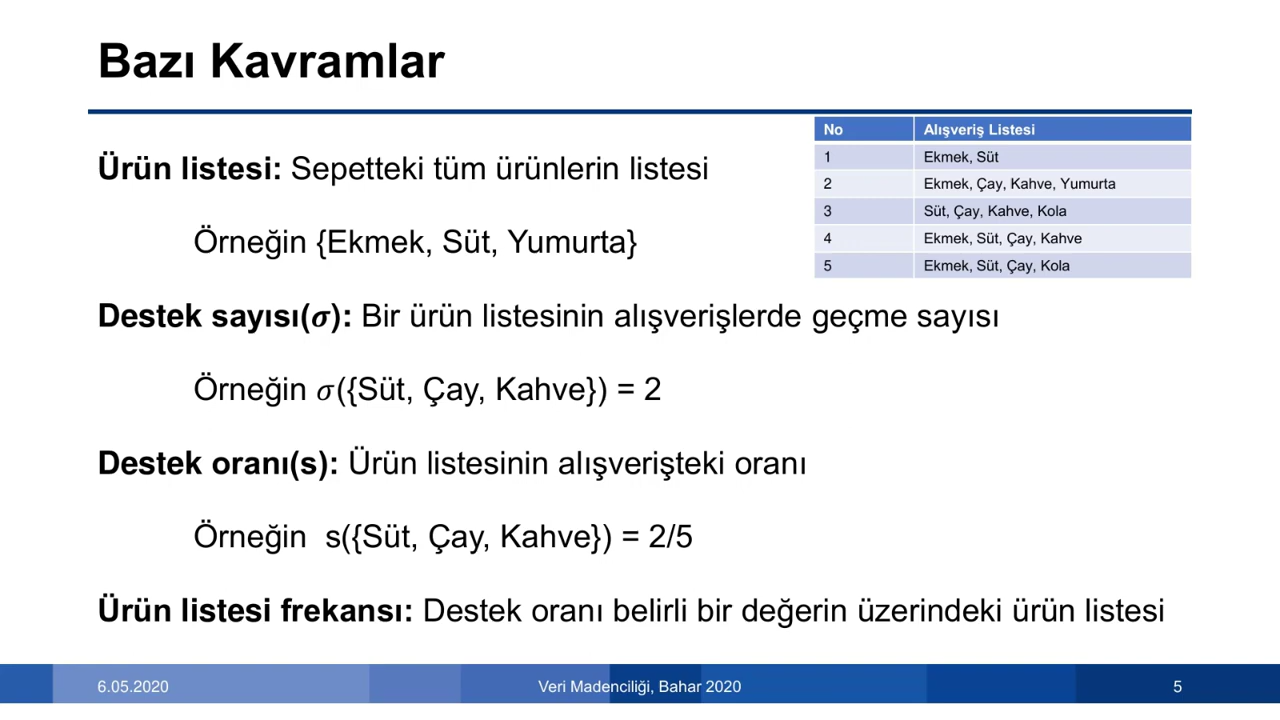 Bazı Kavramlar
No Alışveriş Listesi
1 Ekmek, Süt
2 Ekmek, Çay, Kahve, Yumurta
3 Süt, Çay, Kahve, Kola
4 Ekmek, Süt, Çay, Kahve
5 Ekmek, Süt, Çay, Kola
Ürün listesi: Sepetteki tüm ürünlerin listesi
Örneğin {Ekmek, Süt, Yumurta}
Destek sayısı(σ): Bir ürün listesinin alışverişlerde geçme sayısı
Örneğin σ({Süt, Çay, Kahve}) = 2
Destek oranı(s): Ürün listesinin alışverişteki oranı
Örneğin s({Süt, Çay, Kahve}) = 2/5
Ürün listesi frekansı: Destek oranı belirli bir değerin üzerindeki ürün listesi
6.05.2020 Veri Madenciliği, Bahar 2020 5